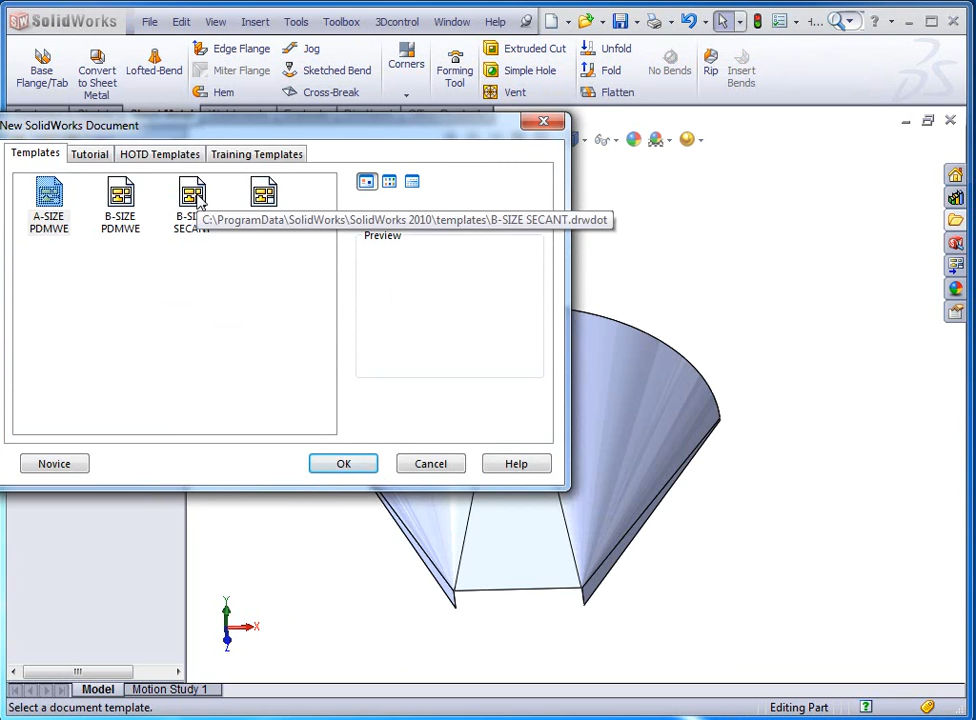 SW SolidWorks File Edit View Insert Tools Toolbox 3Dcontrol Window Help
Base Flange/Tab
Convert to Sheet Metal
Lofted-Bend
Edge Flange
Miter Flange
Hem
Jog
Sketched Bend
Cross-Break
Corners
Forming Tool
Extruded Cut
Simple Hole
Vent
Unfold
Fold
Flatten
No Bends
Rip
Insert Bends
New SolidWorks Document
Templates Tutorial HOTD Templates Training Templates
A-SIZE PDMWE
B-SIZE PDMWE
C:\ProgramData\SolidWorks\SolidWorks 2010\templates\B-SIZE SECANT.drwdot
Preview
Novice OK Cancel Help
Y
X
Z
Model Motion Study 1
Select a document template. Editing Part